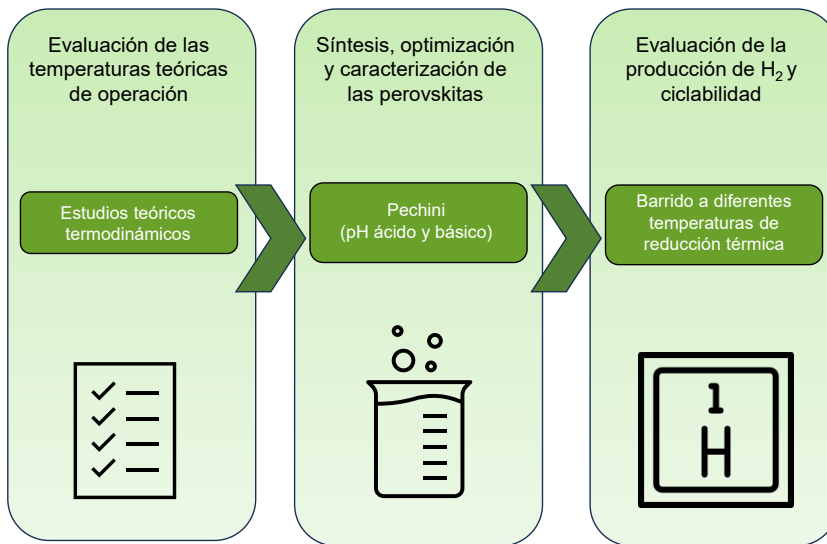 Evaluación de las
temperaturas teóricas
de operación
Estudios teóricos
termodinámicos
Síntesis, optimización
y caracterización de
las perovskitas
Pechini
(pH ácido y básico)
Evaluación de la
producción de H₂ y
ciclabilidad
Barrido a diferentes
temperaturas de
reducción térmica
1
H